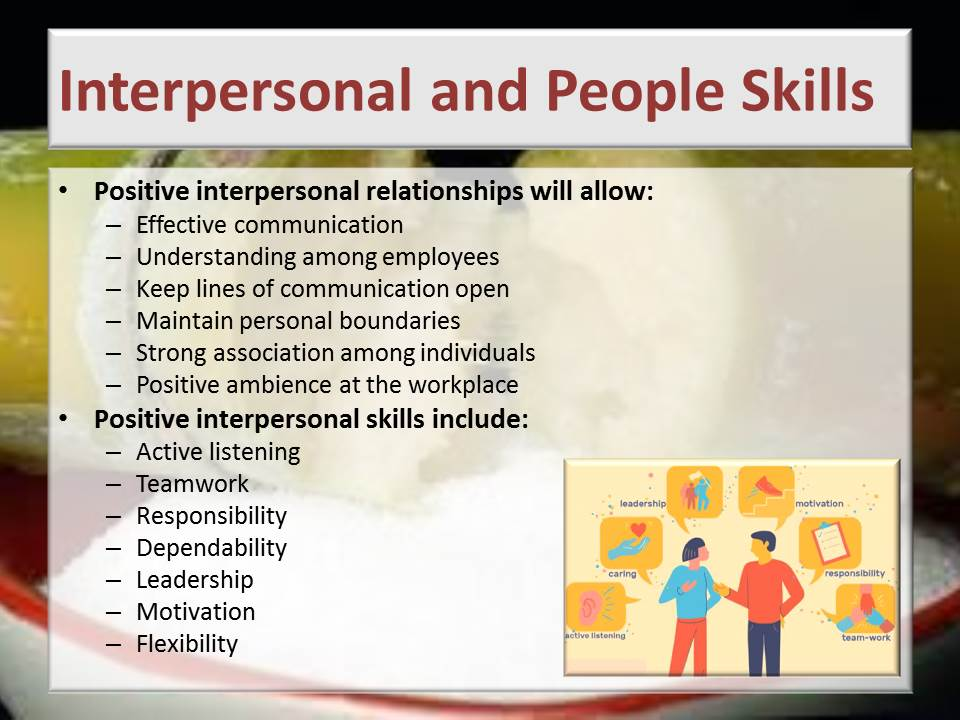 Interpersonal and People Skills
• Positive interpersonal relationships will allow:
– Effective communication
– Understanding among employees
– Keep lines of communication open
– Maintain personal boundaries
– Strong association among individuals
– Positive ambience at the workplace
• Positive interpersonal skills include:
– Active listening
– Teamwork
– Responsibility
– Dependability
– Leadership
– Motivation
– Flexibility
leadership
motivation
caring
responsibility
active listening
team-work